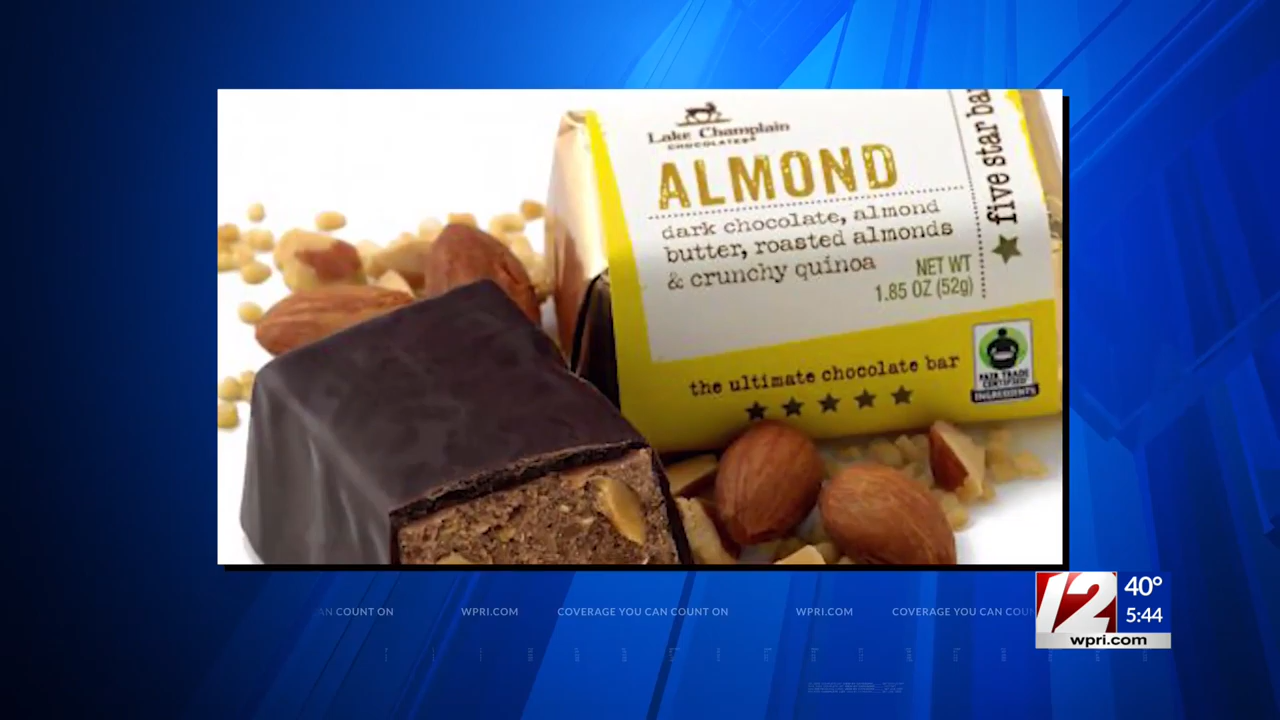 Lake Champlain
CHOCOLATES
ALMOND
dark chocolate, almond
butter, roasted almonds
& crunchy quinoa
NET WT
1.85 OZ (52g)
five star ba
the ultimate chocolate bar
FAIR TRADE
CERTIFIED
INGREDIENTS
AN COUNT ON WPRI.COM COVERAGE YOU CAN COUNT ON WPRI.COM COVERAGE YOU CAN COUN
12
40°
5:44
wpri.com